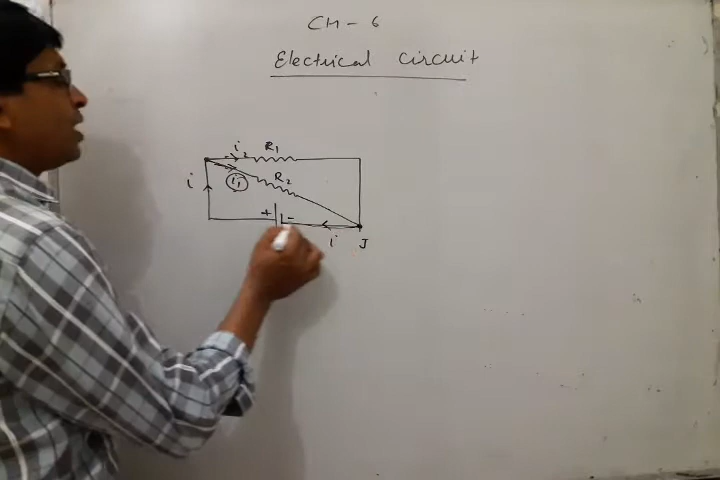 CH - 6
Electrical Circuit
i₂ R₁
i i₁ R₂
+ -
i J